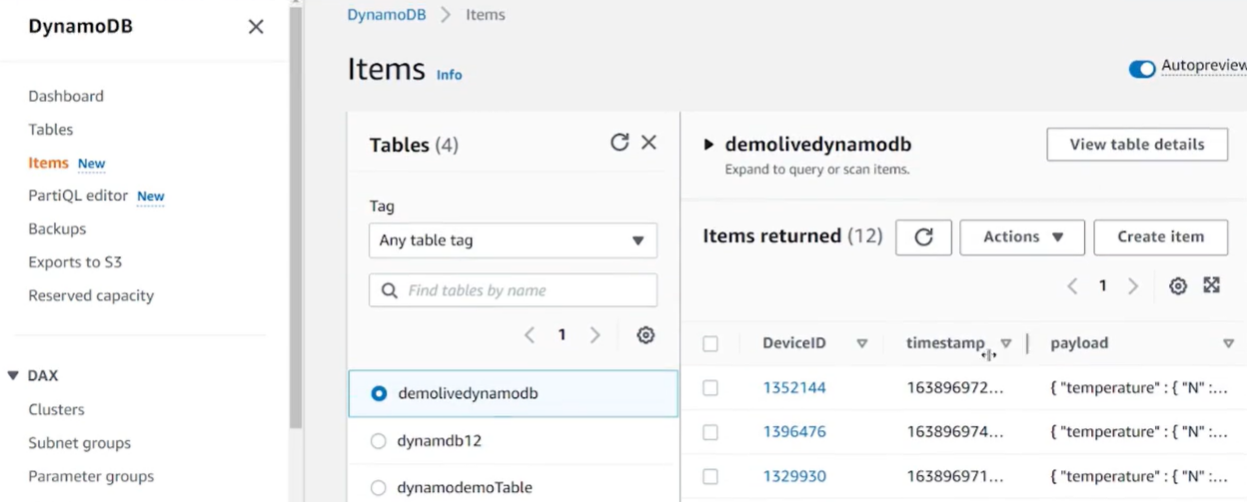 DynamoDB
Dashboard
Tables
Items New
PartiQL editor New
Backups
Exports to S3
Reserved capacity
DAX
Clusters
Subnet groups
Parameter groups
DynamoDB > Items
Items Info
Autopreview
Tables (4)
Tag
Any table tag
Find tables by name
1
demolivedynamodb
dynamdb12
dynamodemoTable
demolivedynamodb
View table details
Expand to query or scan items.
Items returned (12)
Actions
Create item
1
DeviceID timestamp payload
1352144 163896972... { "temperature" : { "N" :...
1396476 163896974... { "temperature" : { "N" :...
1329930 163896971... { "temperature" : { "N" :...